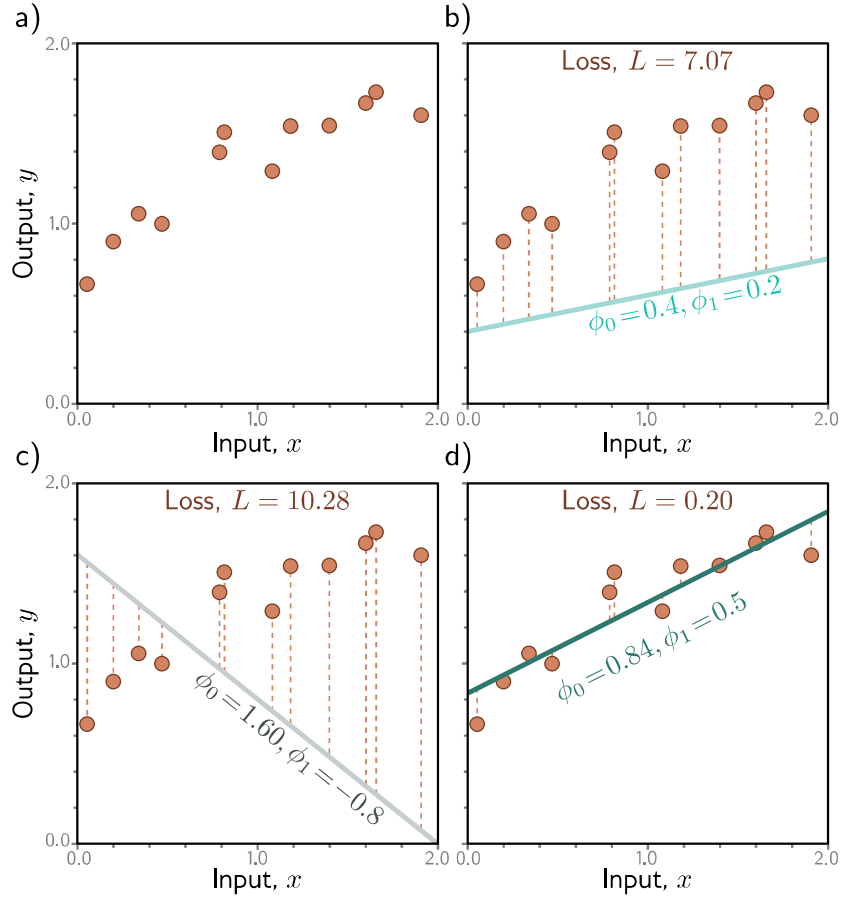 a)
2.0
1.0
0.0
Output, y
0.0 1.0 2.0
Input, x
b)
Loss, L = 7.07
ϕ₀=0.4, ϕ₁=0.2
0.0 1.0 2.0
Input, x
c)
2.0
1.0
0.0
Output, y
Loss, L = 10.28
ϕ₀=1.60, ϕ₁=−0.8
0.0 1.0 2.0
Input, x
d)
Loss, L = 0.20
ϕ₀=0.84, ϕ₁=0.5
0.0 1.0 2.0
Input, x